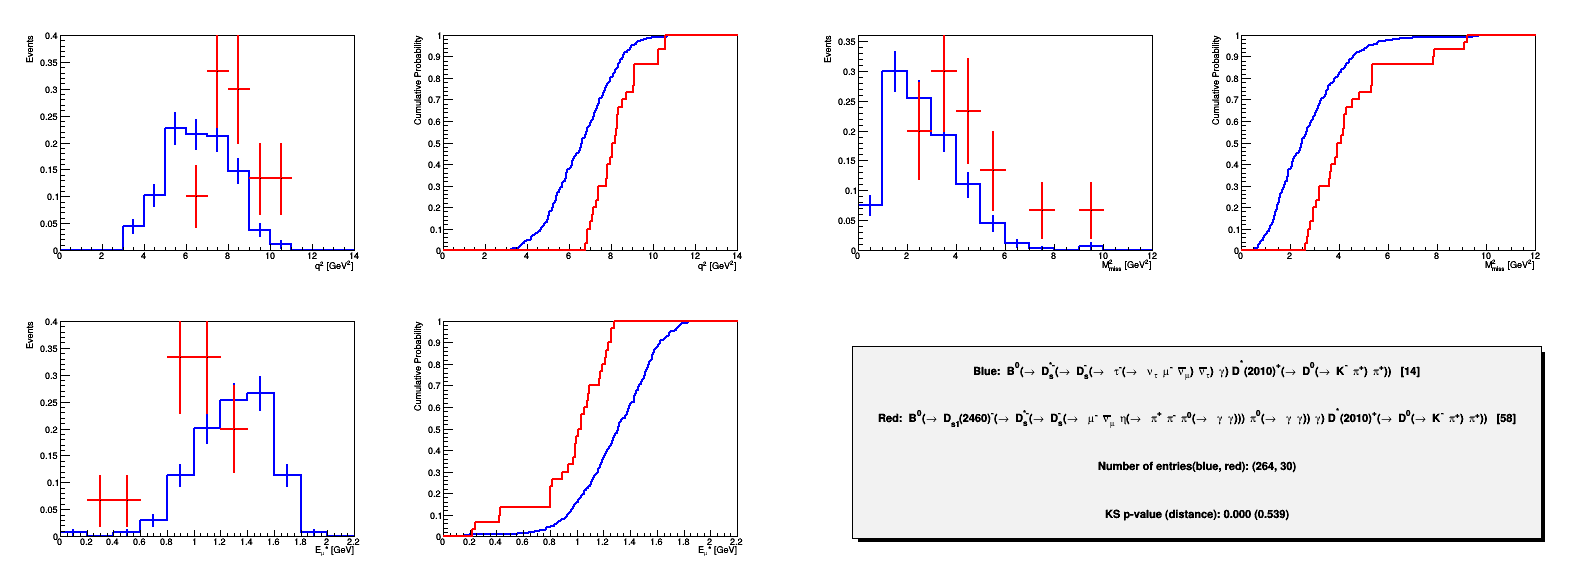 Events
0.4
0.35
0.3
0.25
0.2
0.15
0.1
0.05
0
0 2 4 6 8 10 12 14
q² [GeV²]
Cumulative Probability
1
0.9
0.8
0.7
0.6
0.5
0.4
0.3
0.2
0.1
0
0 2 4 6 8 10 12 14
q² [GeV²]
Events
0.35
0.3
0.25
0.2
0.15
0.1
0.05
0
0 2 4 6 8 10 12
M²miss [GeV²]
Cumulative Probability
1
0.9
0.8
0.7
0.6
0.5
0.4
0.3
0.2
0.1
0
0 2 4 6 8 10 12
M²miss [GeV²]
Events
0.4
0.35
0.3
0.25
0.2
0.15
0.1
0.05
0
0 0.2 0.4 0.6 0.8 1 1.2 1.4 1.6 1.8 2 2.2
Eμ* [GeV]
Cumulative Probability
1
0.9
0.8
0.7
0.6
0.5
0.4
0.3
0.2
0.1
0
0 0.2 0.4 0.6 0.8 1 1.2 1.4 1.6 1.8 2 2.2
Eμ* [GeV]
Blue: B⁰(→ Dₛ*⁻(→ Dₛ⁻(→ τ⁻(→ ντ μ⁻ ν̅μ) ν̅τ) γ) D*(2010)⁺(→ D⁰(→ K⁻ π⁺) π⁺)) [14]
Red: B⁰(→ Dₛ₁(2460)⁻(→ Dₛ*⁻(→ Dₛ⁻(→ μ⁻ ν̅μ η(→ π⁺ π⁻ π⁰(→ γ γ))) π⁰(→ γ γ)) γ) D*(2010)⁺(→ D⁰(→ K⁻ π⁺) π⁺)) [58]
Number of entries(blue, red): (264, 30)
KS p-value (distance): 0.000 (0.539)